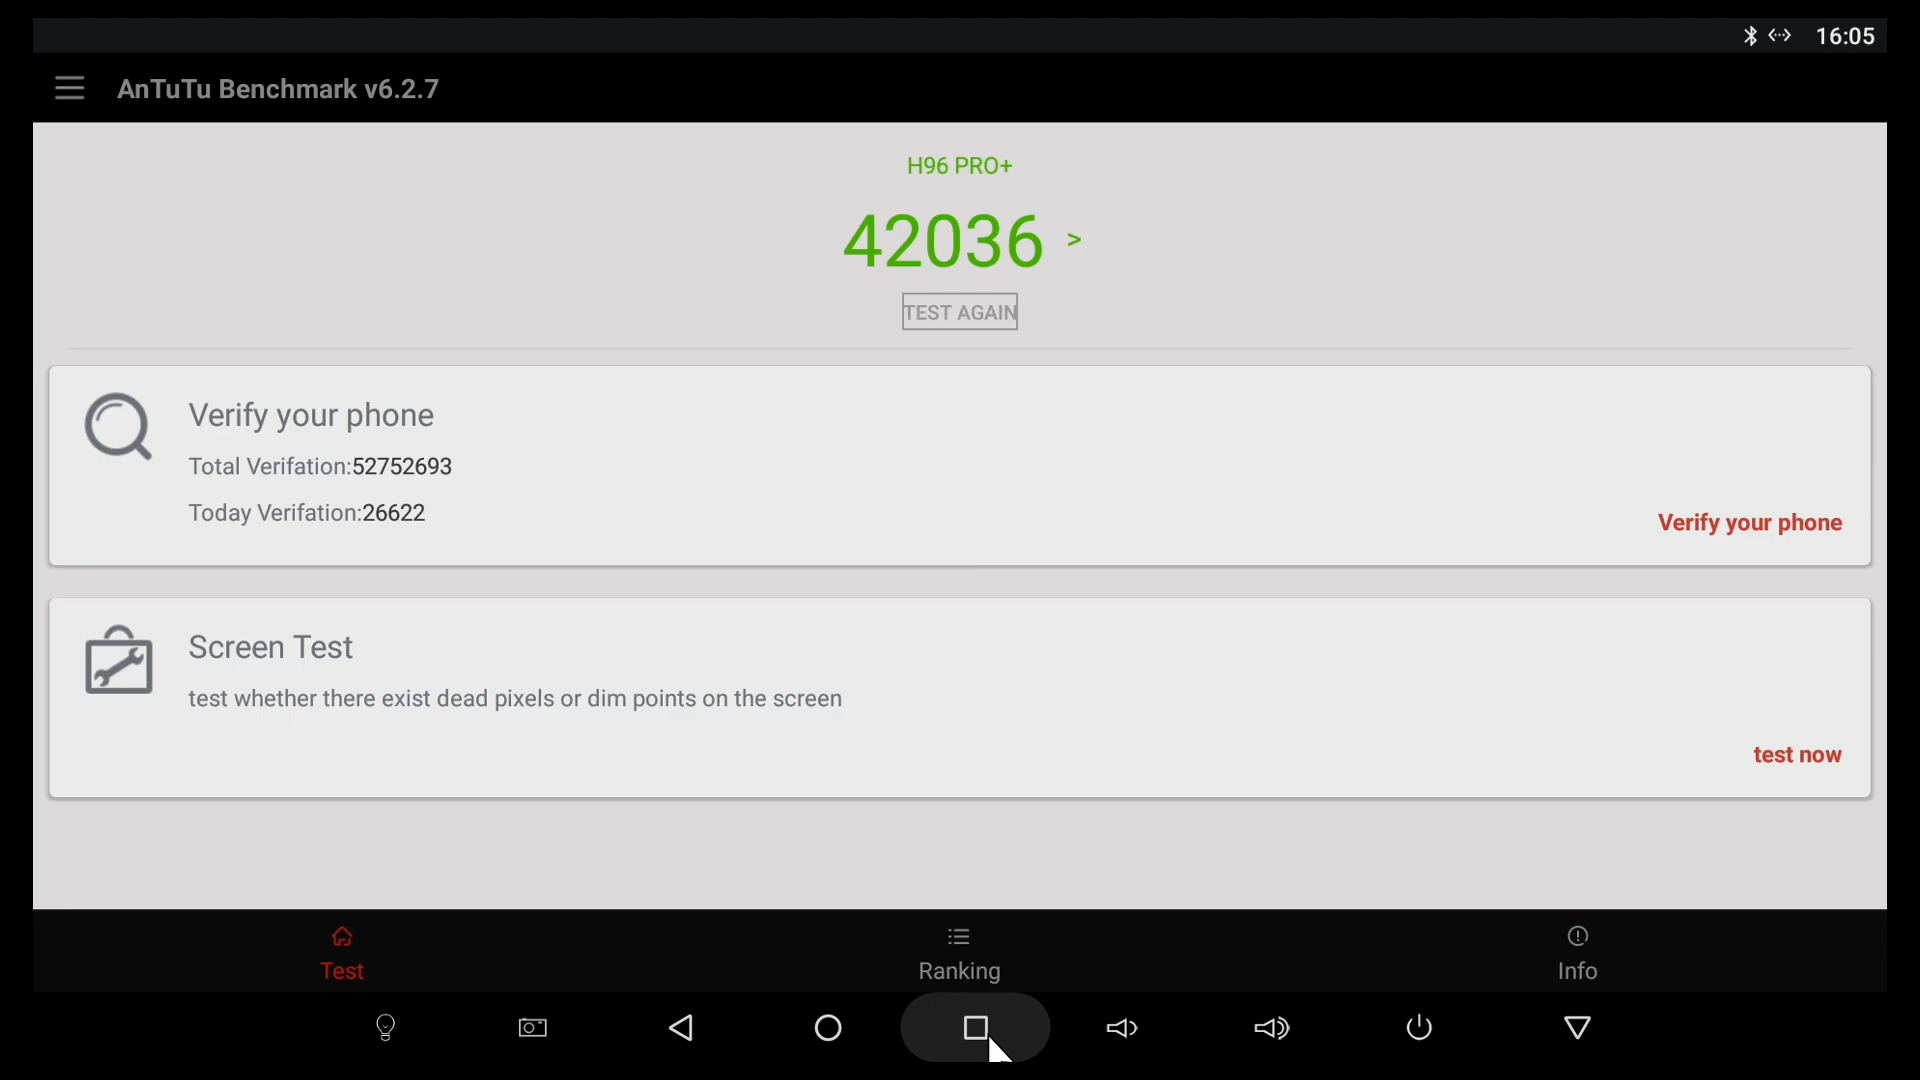 16:05
AnTuTu Benchmark v6.2.7
H96 PRO+
42036 >
TEST AGAIN
Verify your phone
Total Verifation:52752693
Today Verifation:26622
Verify your phone
Screen Test
test whether there exist dead pixels or dim points on the screen
test now
Test
Ranking
Info